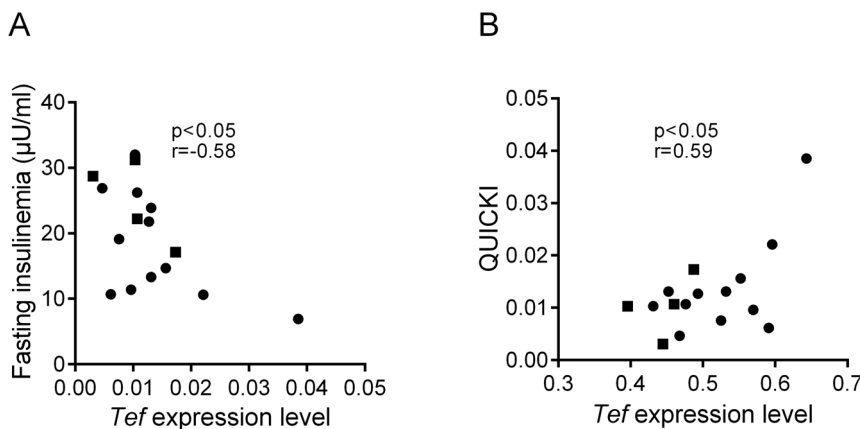 A
Fasting insulinemia (µU/ml)
40
30
20
10
0
p<0.05
r=-0.58
0.00 0.01 0.02 0.03 0.04 0.05
Tef expression level
B
QUICKI
0.05
0.04
0.03
0.02
0.01
0.00
p<0.05
r=0.59
0.3 0.4 0.5 0.6 0.7
Tef expression level